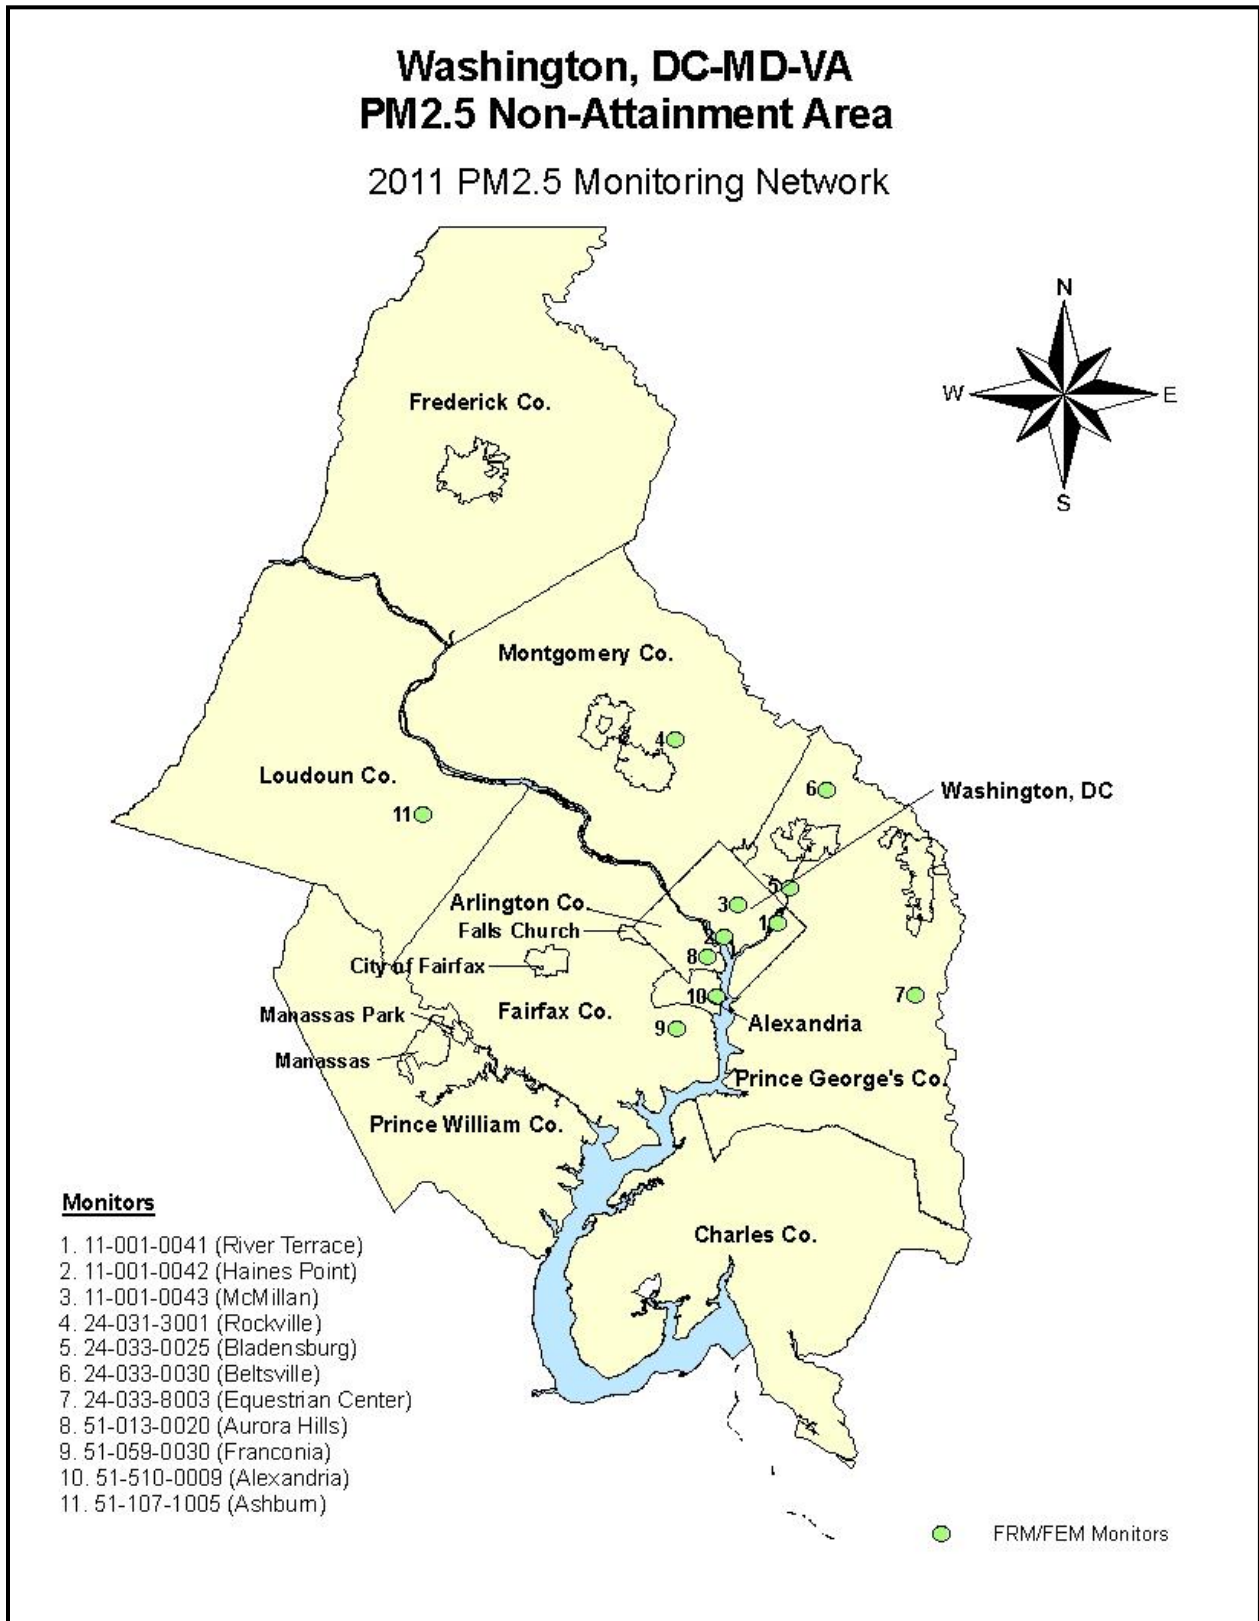 Washington, DC-MD-VA
PM2.5 Non-Attainment Area
2011 PM2.5 Monitoring Network
N
W
E
S
Frederick Co.
Montgomery Co.
4
Loudoun Co.
11
6
Washington, DC
5
Arlington Co.
3
Falls Church
1
2
City of Fairfax
8
Manassas Park
Fairfax Co.
10
7
9
Alexandria
Manassas
Prince George's Co.
Prince William Co.
Charles Co.
Monitors
1. 11-001-0041 (River Terrace)
2. 11-001-0042 (Haines Point)
3. 11-001-0043 (McMillan)
4. 24-031-3001 (Rockville)
5. 24-033-0025 (Bladensburg)
6. 24-033-0030 (Beltsville)
7. 24-033-8003 (Equestrian Center)
8. 51-013-0020 (Aurora Hills)
9. 51-059-0030 (Franconia)
10. 51-510-0009 (Alexandria)
11. 51-107-1005 (Ashburn)
FRM/FEM Monitors